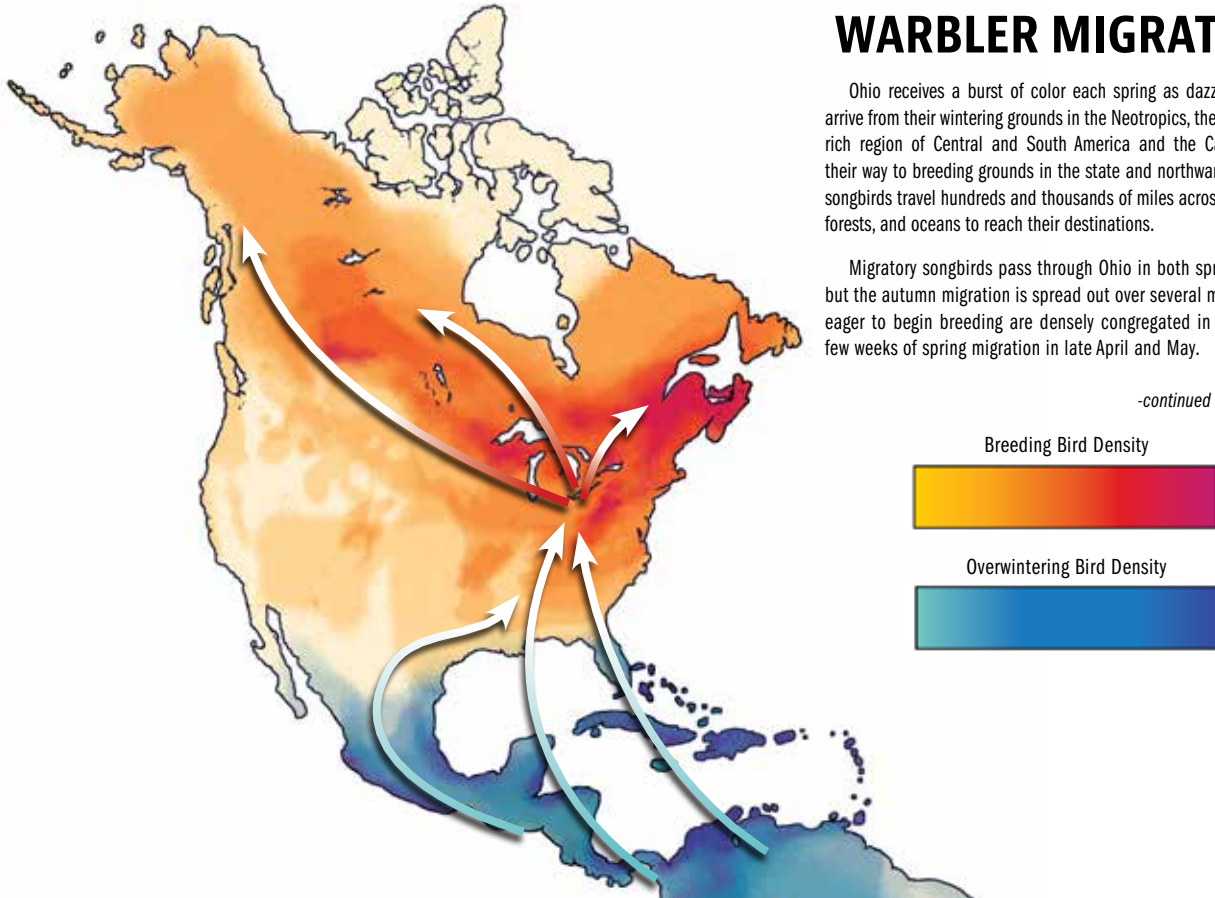 WARBLER MIGRAT
Ohio receives a burst of color each spring as dazz
arrive from their wintering grounds in the Neotropics, the
rich region of Central and South America and the Ca
their way to breeding grounds in the state and northwar
songbirds travel hundreds and thousands of miles acros
forests, and oceans to reach their destinations.
Migratory songbirds pass through Ohio in both spr
but the autumn migration is spread out over several m
eager to begin breeding are densely congregated in
few weeks of spring migration in late April and May.
-continued
Breeding Bird Density
Overwintering Bird Density